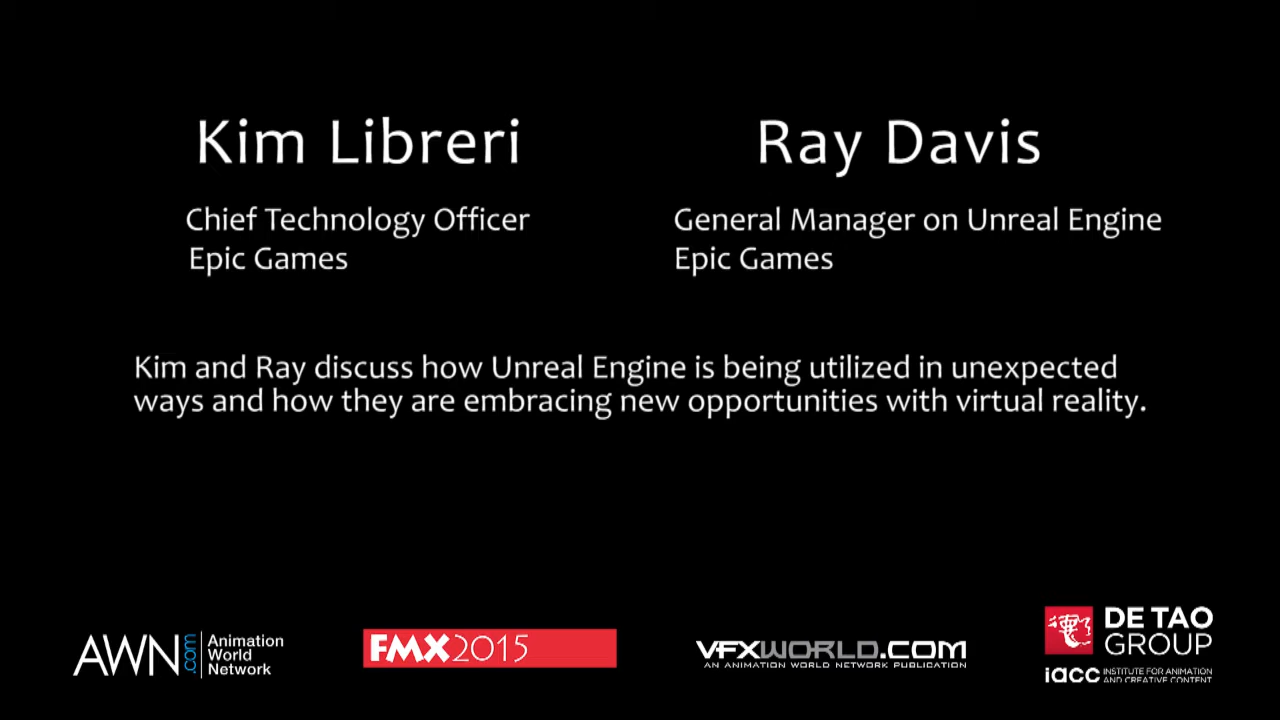 Kim Libreri
Chief Technology Officer
Epic Games
Ray Davis
General Manager on Unreal Engine
Epic Games
Kim and Ray discuss how Unreal Engine is being utilized in unexpected
ways and how they are embracing new opportunities with virtual reality.
AWN.com
Animation
World
Network
FMX2015
VFXWORLD.COM
AN ANIMATION WORLD NETWORK PUBLICATION
DE TAO
GROUP
iacc
INSTITUTE FOR ANIMATION
AND CREATIVE CONTENT